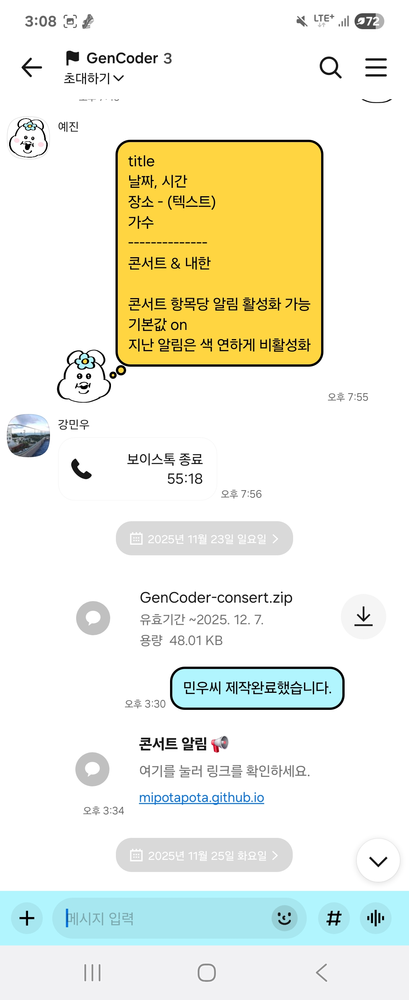 3:08
LTE+
72
GenCoder 3
초대하기
예진
title
날짜, 시간
장소 - (텍스트)
가수
--------------
콘서트 & 내한
콘서트 항목당 알림 활성화 가능
기본값 on
지난 알림은 색 연하게 비활성화
오후 7:55
강민우
보이스톡 종료
55:18
오후 7:56
2025년 11월 23일 일요일
GenCoder-consert.zip
유효기간 ~2025. 12. 7.
용량 48.01 KB
민우씨 제작완료했습니다.
오후 3:30
콘서트 알림
여기를 눌러 링크를 확인하세요.
mipotapota.github.io
오후 3:34
2025년 11월 25일 화요일
메시지 입력
#